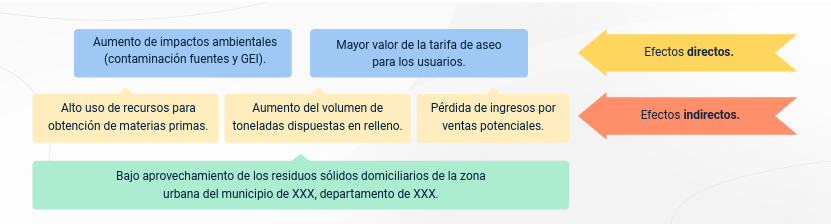 Aumento de impactos ambientales
(contaminación fuentes y GEI).
Mayor valor de la tarifa de aseo
para los usuarios.
Efectos directos.
Alto uso de recursos para
obtención de materias primas.
Aumento del volumen de
toneladas dispuestas en relleno.
Pérdida de ingresos por
ventas potenciales.
Efectos indirectos.
Bajo aprovechamiento de los residuos sólidos domiciliarios de la zona
urbana del municipio de XXX, departamento de XXX.